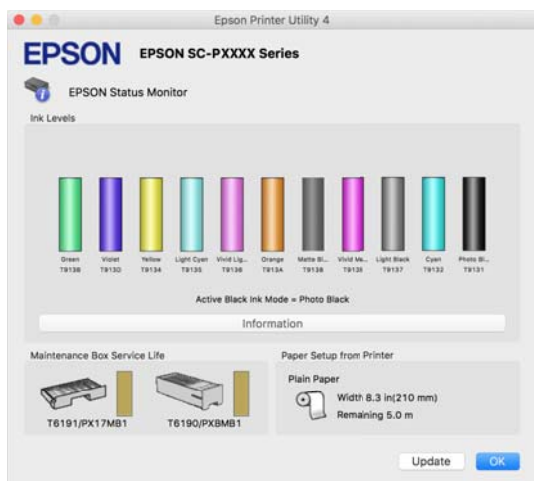 Epson Printer Utility 4
EPSON EPSON SC-PXXXX Series
EPSON Status Monitor
Ink Levels
Green Violet Yellow Light Cyan Vivid Lig... Orange Matte Bl... Vivid Ma... Light Black Cyan Photo Bl...
T913B T913D T9134 T9135 T9136 T913A T9138 T9133 T9137 T9132 T9131
Active Black Ink Mode = Photo Black
Information
Maintenance Box Service Life
T6191/PX17MB1 T6190/PX8MB1
Paper Setup from Printer
Plain Paper
Width 8.3 in(210 mm)
Remaining 5.0 m
Update OK